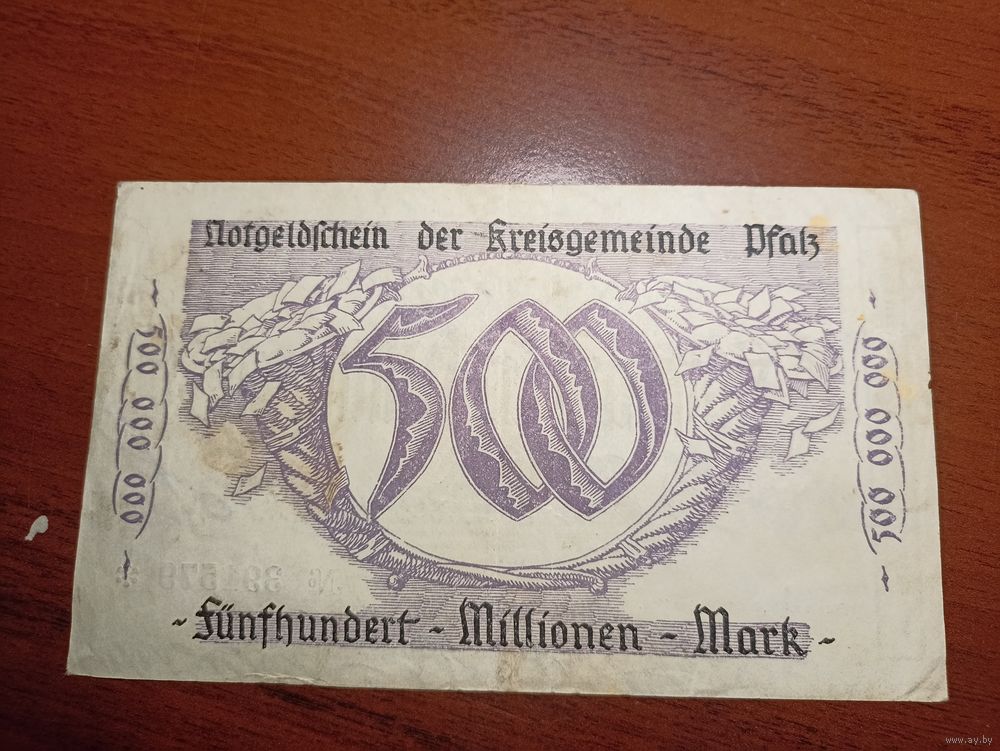 Notgeldschein der Kreisgemeinde Pfalz
500
500 000 000
500 000 000
- Fünfhundert - Millionen - Mark -
www.ay.by